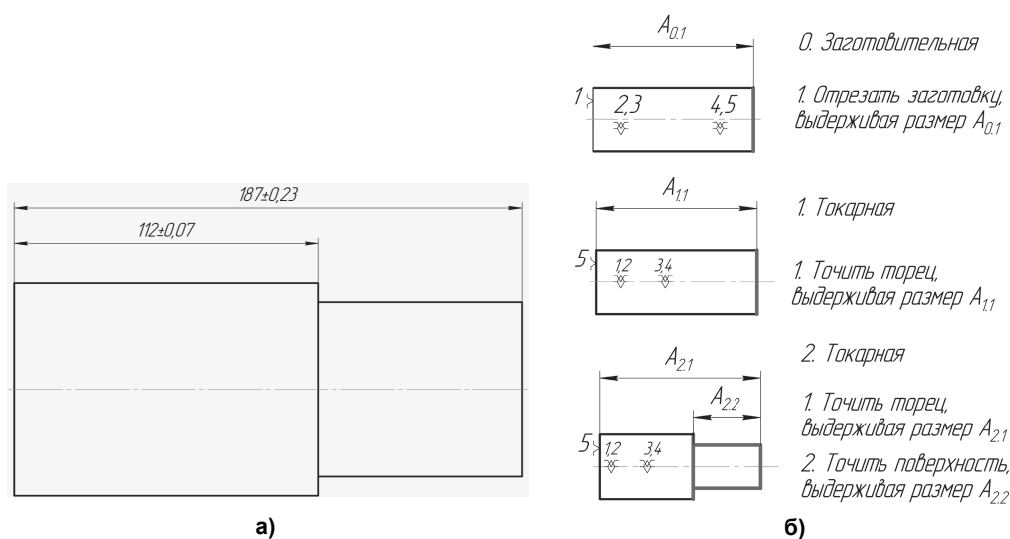 187±0,23
112±0,07
а)
A0.1
1
2,3
4,5
0. Заготовительная
1. Отрезать заготовку,
выдерживая размер A0.1
A1.1
5
1,2
3,4
1. Токарная
1. Точить торец,
выдерживая размер A1.1
A2.1
A2.2
5
1,2
3,4
2. Токарная
1. Точить торец,
выдерживая размер A2.1
2. Точить поверхность,
выдерживая размер A2.2
б)